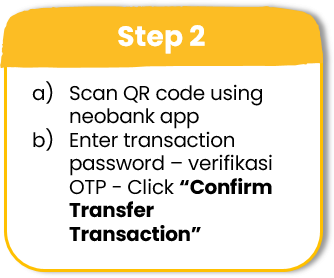 Step 2
a) Scan QR code using
neobank app
b) Enter transaction
password – verifikasi
OTP - Click “Confirm
Transfer
Transaction”